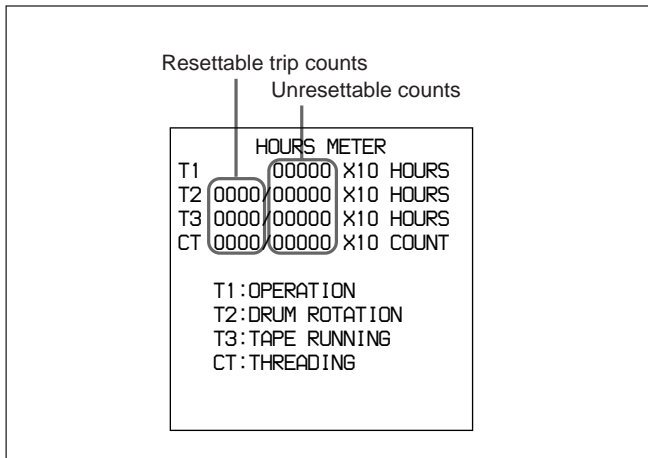 Resettable trip counts
Unresettable counts
HOURS METER
T1 00000 X10 HOURS
T2 0000/00000 X10 HOURS
T3 0000/00000 X10 HOURS
CT 0000/00000 X10 COUNT
T1:OPERATION
T2:DRUM ROTATION
T3:TAPE RUNNING
CT:THREADING